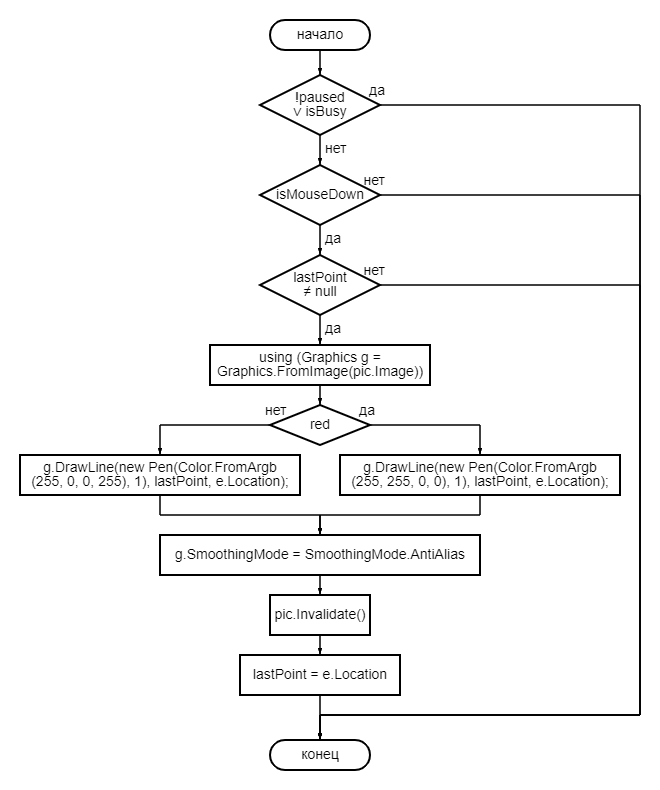 начало
!paused
∨ isBusy
да
нет
isMouseDown
нет
да
lastPoint
≠ null
нет
да
using (Graphics g =
Graphics.FromImage(pic.Image))
нет
red
да
g.DrawLine(new Pen(Color.FromArgb
(255, 0, 0, 255), 1), lastPoint, e.Location);
g.DrawLine(new Pen(Color.FromArgb
(255, 255, 0, 0), 1), lastPoint, e.Location);
g.SmoothingMode = SmoothingMode.AntiAlias
pic.Invalidate()
lastPoint = e.Location
конец